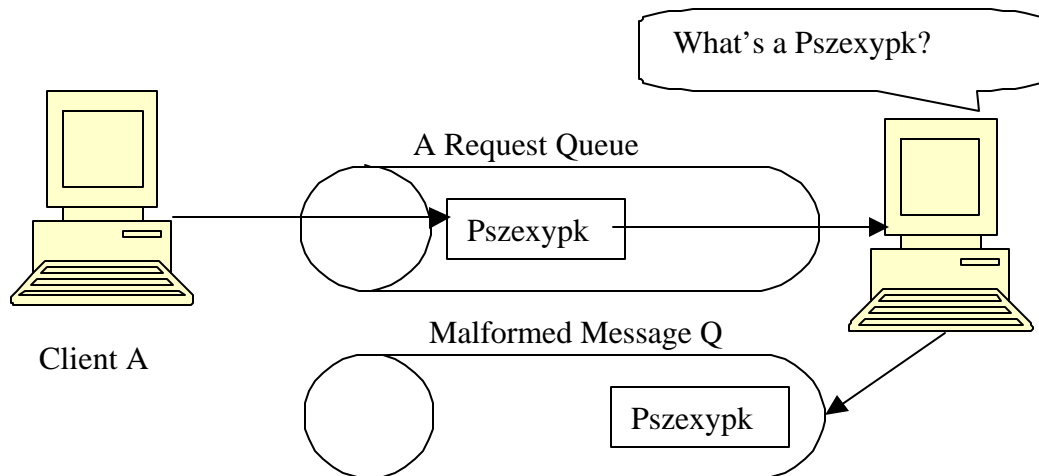 What’s a Pszexypk?
A Request Queue
Pszexypk
Malformed Message Q
Client A
Pszexypk